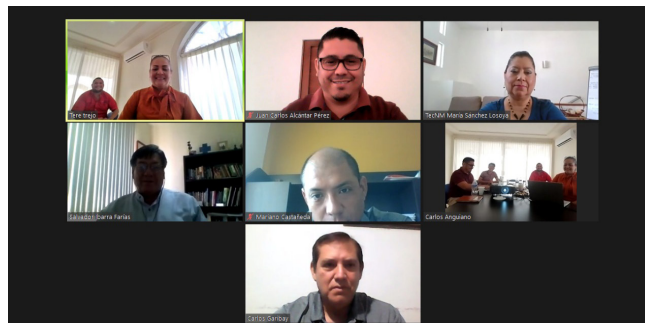 Tere trejo
Juan Carlos Alcántar Pérez
TecNM María Sánchez Losoya
Salvador Ibarra Farías
Mariano Castañeda
Carlos Anguiano
Carlos Garibay